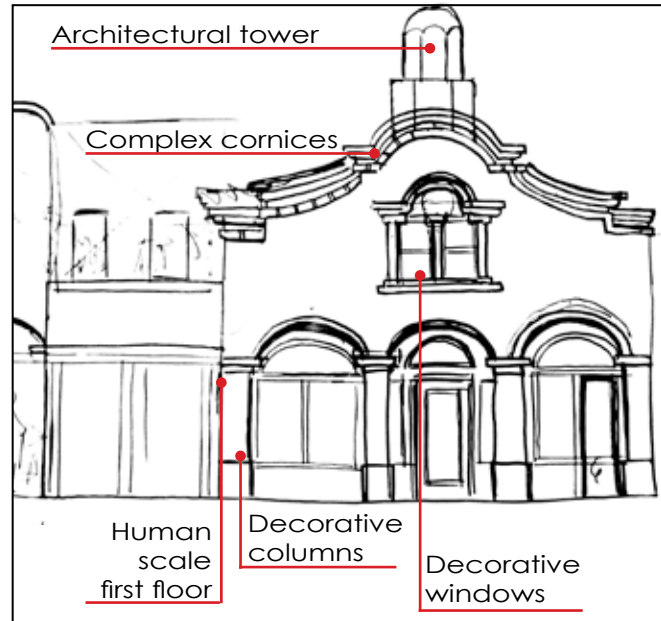 Architectural tower
Complex cornices
Human
scale
first floor
Decorative
columns
Decorative
windows